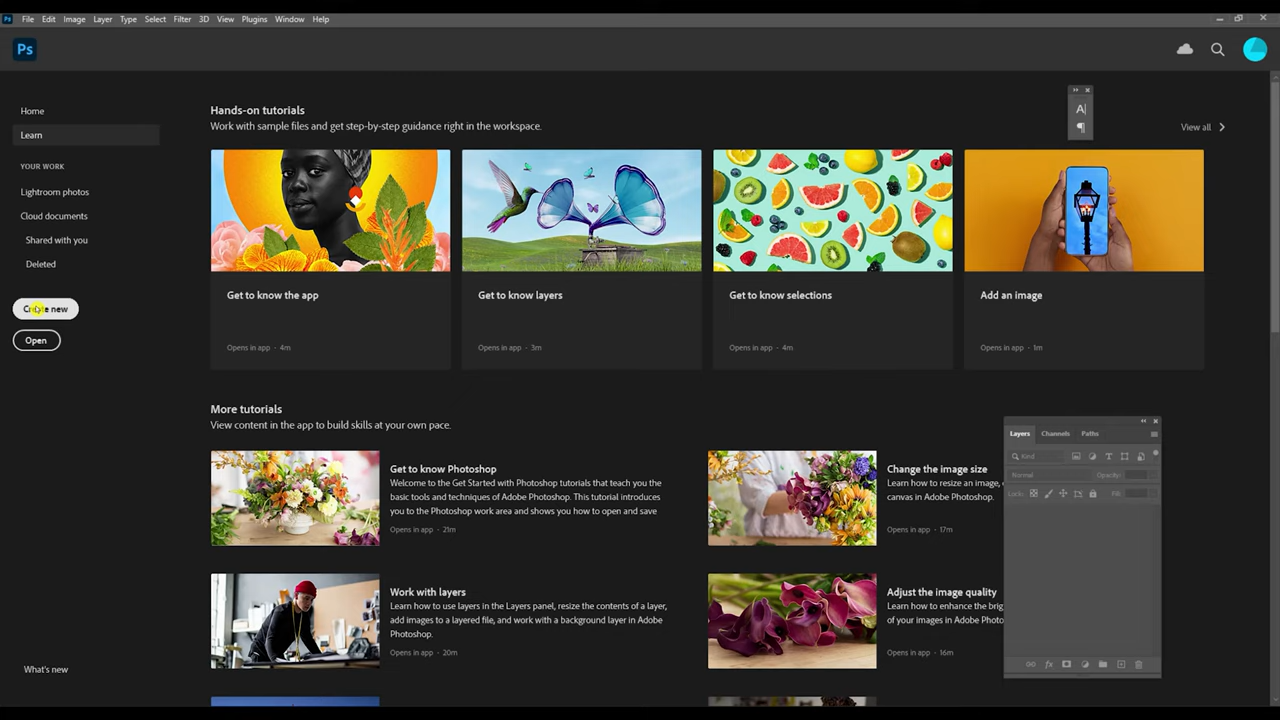 File Edit Image Layer Type Select Filter 3D View Plugins Window Help
Ps
Home
Learn
YOUR WORK
Lightroom photos
Cloud documents
Shared with you
Deleted
Create new
Open
What's new
Hands-on tutorials
Work with sample files and get step-by-step guidance right in the workspace.
View all
Get to know the app
Opens in app · 4m
Get to know layers
Opens in app · 3m
Get to know selections
Opens in app · 4m
Add an image
Opens in app · 1m
More tutorials
View content in the app to build skills at your own pace.
Get to know Photoshop
Welcome to the Get Started with Photoshop tutorials that teach you the
basic tools and techniques of Adobe Photoshop. This tutorial introduces
you to the Photoshop work area and shows you how to open and save
Opens in app · 21m
Change the image size
Learn how to resize an image,
canvas in Adobe Photoshop.
Opens in app · 17m
Work with layers
Learn how to use layers in the Layers panel, resize the contents of a layer,
add images to a layered file, and work with a background layer in Adobe
Photoshop.
Opens in app · 20m
Adjust the image quality
Learn how to enhance the brig
of your images in Adobe Photo
Opens in app · 16m
Layers Channels Paths
Kind
Normal Opacity:
Lock: Fill: